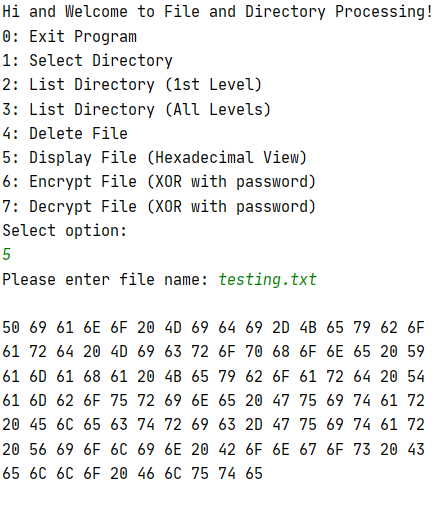 Hi and Welcome to File and Directory Processing!
0: Exit Program
1: Select Directory
2: List Directory (1st Level)
3: List Directory (All Levels)
4: Delete File
5: Display File (Hexadecimal View)
6: Encrypt File (XOR with password)
7: Decrypt File (XOR with password)
Select option:
5
Please enter file name: testing.txt
50 69 61 6E 6F 20 4D 69 64 69 2D 4B 65 79 62 6F
61 72 64 20 4D 69 63 72 6F 70 68 6F 6E 65 20 59
61 6D 61 68 61 20 4B 65 79 62 6F 61 72 64 20 54
61 6D 62 6F 75 72 69 6E 65 20 47 75 69 74 61 72
20 45 6C 65 63 74 72 69 63 2D 47 75 69 74 61 72
20 56 69 6F 6C 69 6E 20 42 6F 6E 67 6F 73 20 43
65 6C 6C 6F 20 46 6C 75 74 65